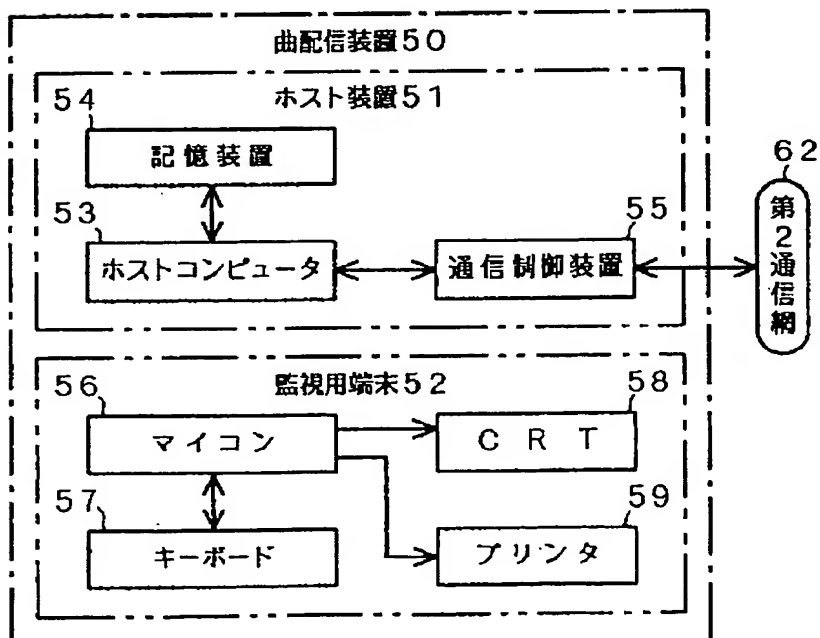 曲配信装置50
ホスト装置51
54
記憶装置
53
ホストコンピュータ
55
通信制御装置
62
第2通信網
監視用端末52
56
マイコン
58
CRT
57
キーボード
59
プリンタ